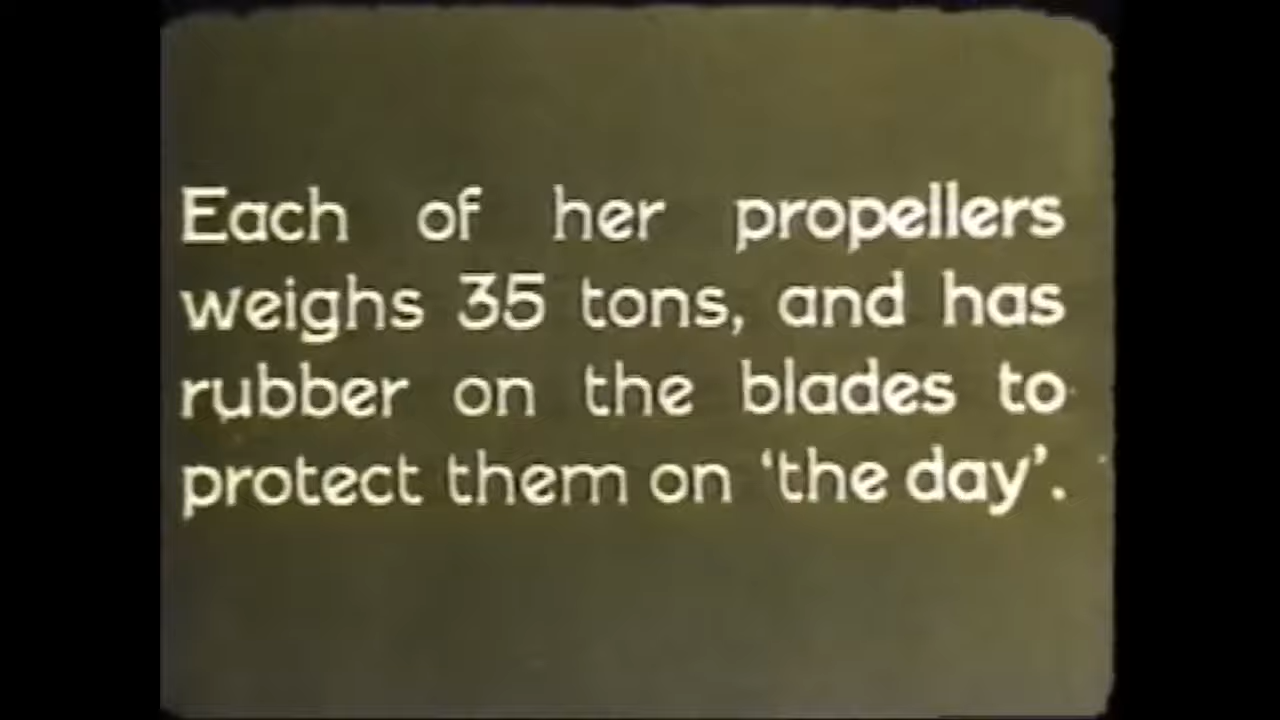 Each of her propellers
weighs 35 tons, and has
rubber on the blades to
protect them on ‘the day’.